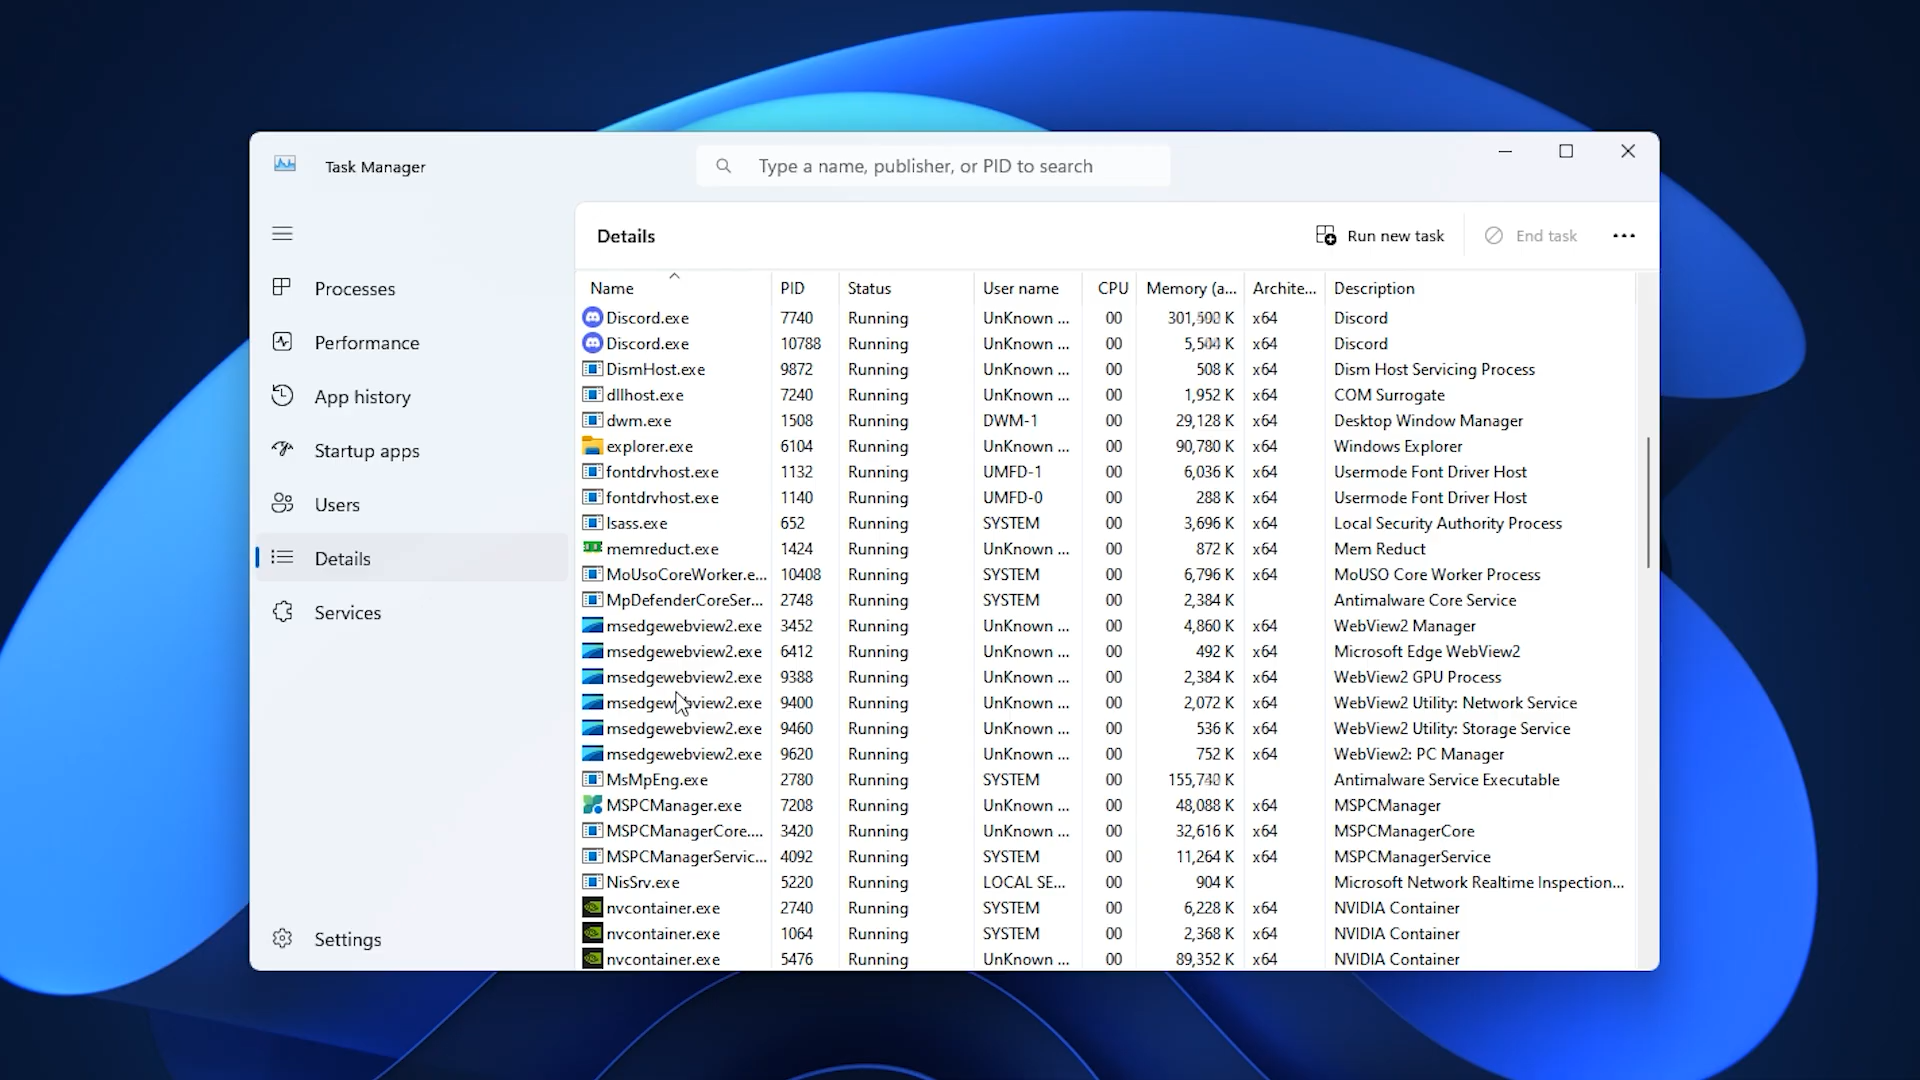 Task Manager
Type a name, publisher, or PID to search
Details
Run new task
End task
Processes
Performance
App history
Startup apps
Users
Details
Services
Settings
Name PID Status User name CPU Memory (a... Archite... Description
Discord.exe 7740 Running UnKnown ... 00 K x64 Discord
Discord.exe 10788 Running UnKnown ... 00 K x64 Discord
DismHost.exe 9872 Running UnKnown ... 00 508 K x64 Dism Host Servicing Process
dllhost.exe 7240 Running UnKnown ... 00 1,952 K x64 COM Surrogate
dwm.exe 1508 Running DWM-1 00 29,128 K x64 Desktop Window Manager
explorer.exe 6104 Running UnKnown ... 00 90,780 K x64 Windows Explorer
fontdrvhost.exe 1132 Running UMFD-1 00 6,036 K x64 Usermode Font Driver Host
fontdrvhost.exe 1140 Running UMFD-0 00 288 K x64 Usermode Font Driver Host
lsass.exe 652 Running SYSTEM 00 3,696 K x64 Local Security Authority Process
memreduct.exe 1424 Running UnKnown ... 00 872 K x64 Mem Reduct
MoUsoCoreWorker.e... 10408 Running SYSTEM 00 6,796 K x64 MoUSO Core Worker Process
MpDefenderCoreSer... 2748 Running SYSTEM 00 2,384 K Antimalware Core Service
msedgewebview2.exe 3452 Running UnKnown ... 00 4,860 K x64 WebView2 Manager
msedgewebview2.exe 6412 Running UnKnown ... 00 492 K x64 Microsoft Edge WebView2
msedgewebview2.exe 9388 Running UnKnown ... 00 2,384 K x64 WebView2 GPU Process
msedgewebview2.exe 9400 Running UnKnown ... 00 2,072 K x64 WebView2 Utility: Network Service
msedgewebview2.exe 9460 Running UnKnown ... 00 536 K x64 WebView2 Utility: Storage Service
msedgewebview2.exe 9620 Running UnKnown ... 00 752 K x64 WebView2: PC Manager
MsMpEng.exe 2780 Running SYSTEM 00 K Antimalware Service Executable
MSPCManager.exe 7208 Running UnKnown ... 00 48,088 K x64 MSPCManager
MSPCManagerCore.... 3420 Running UnKnown ... 00 32,616 K x64 MSPCManagerCore
MSPCManagerServic... 4092 Running SYSTEM 00 11,264 K x64 MSPCManagerService
NisSrv.exe 5220 Running LOCAL SE... 00 904 K Microsoft Network Realtime Inspection...
nvcontainer.exe 2740 Running SYSTEM 00 6,228 K x64 NVIDIA Container
nvcontainer.exe 1064 Running SYSTEM 00 2,368 K x64 NVIDIA Container
nvcontainer.exe 5476 Running UnKnown ... 00 89,352 K x64 NVIDIA Container